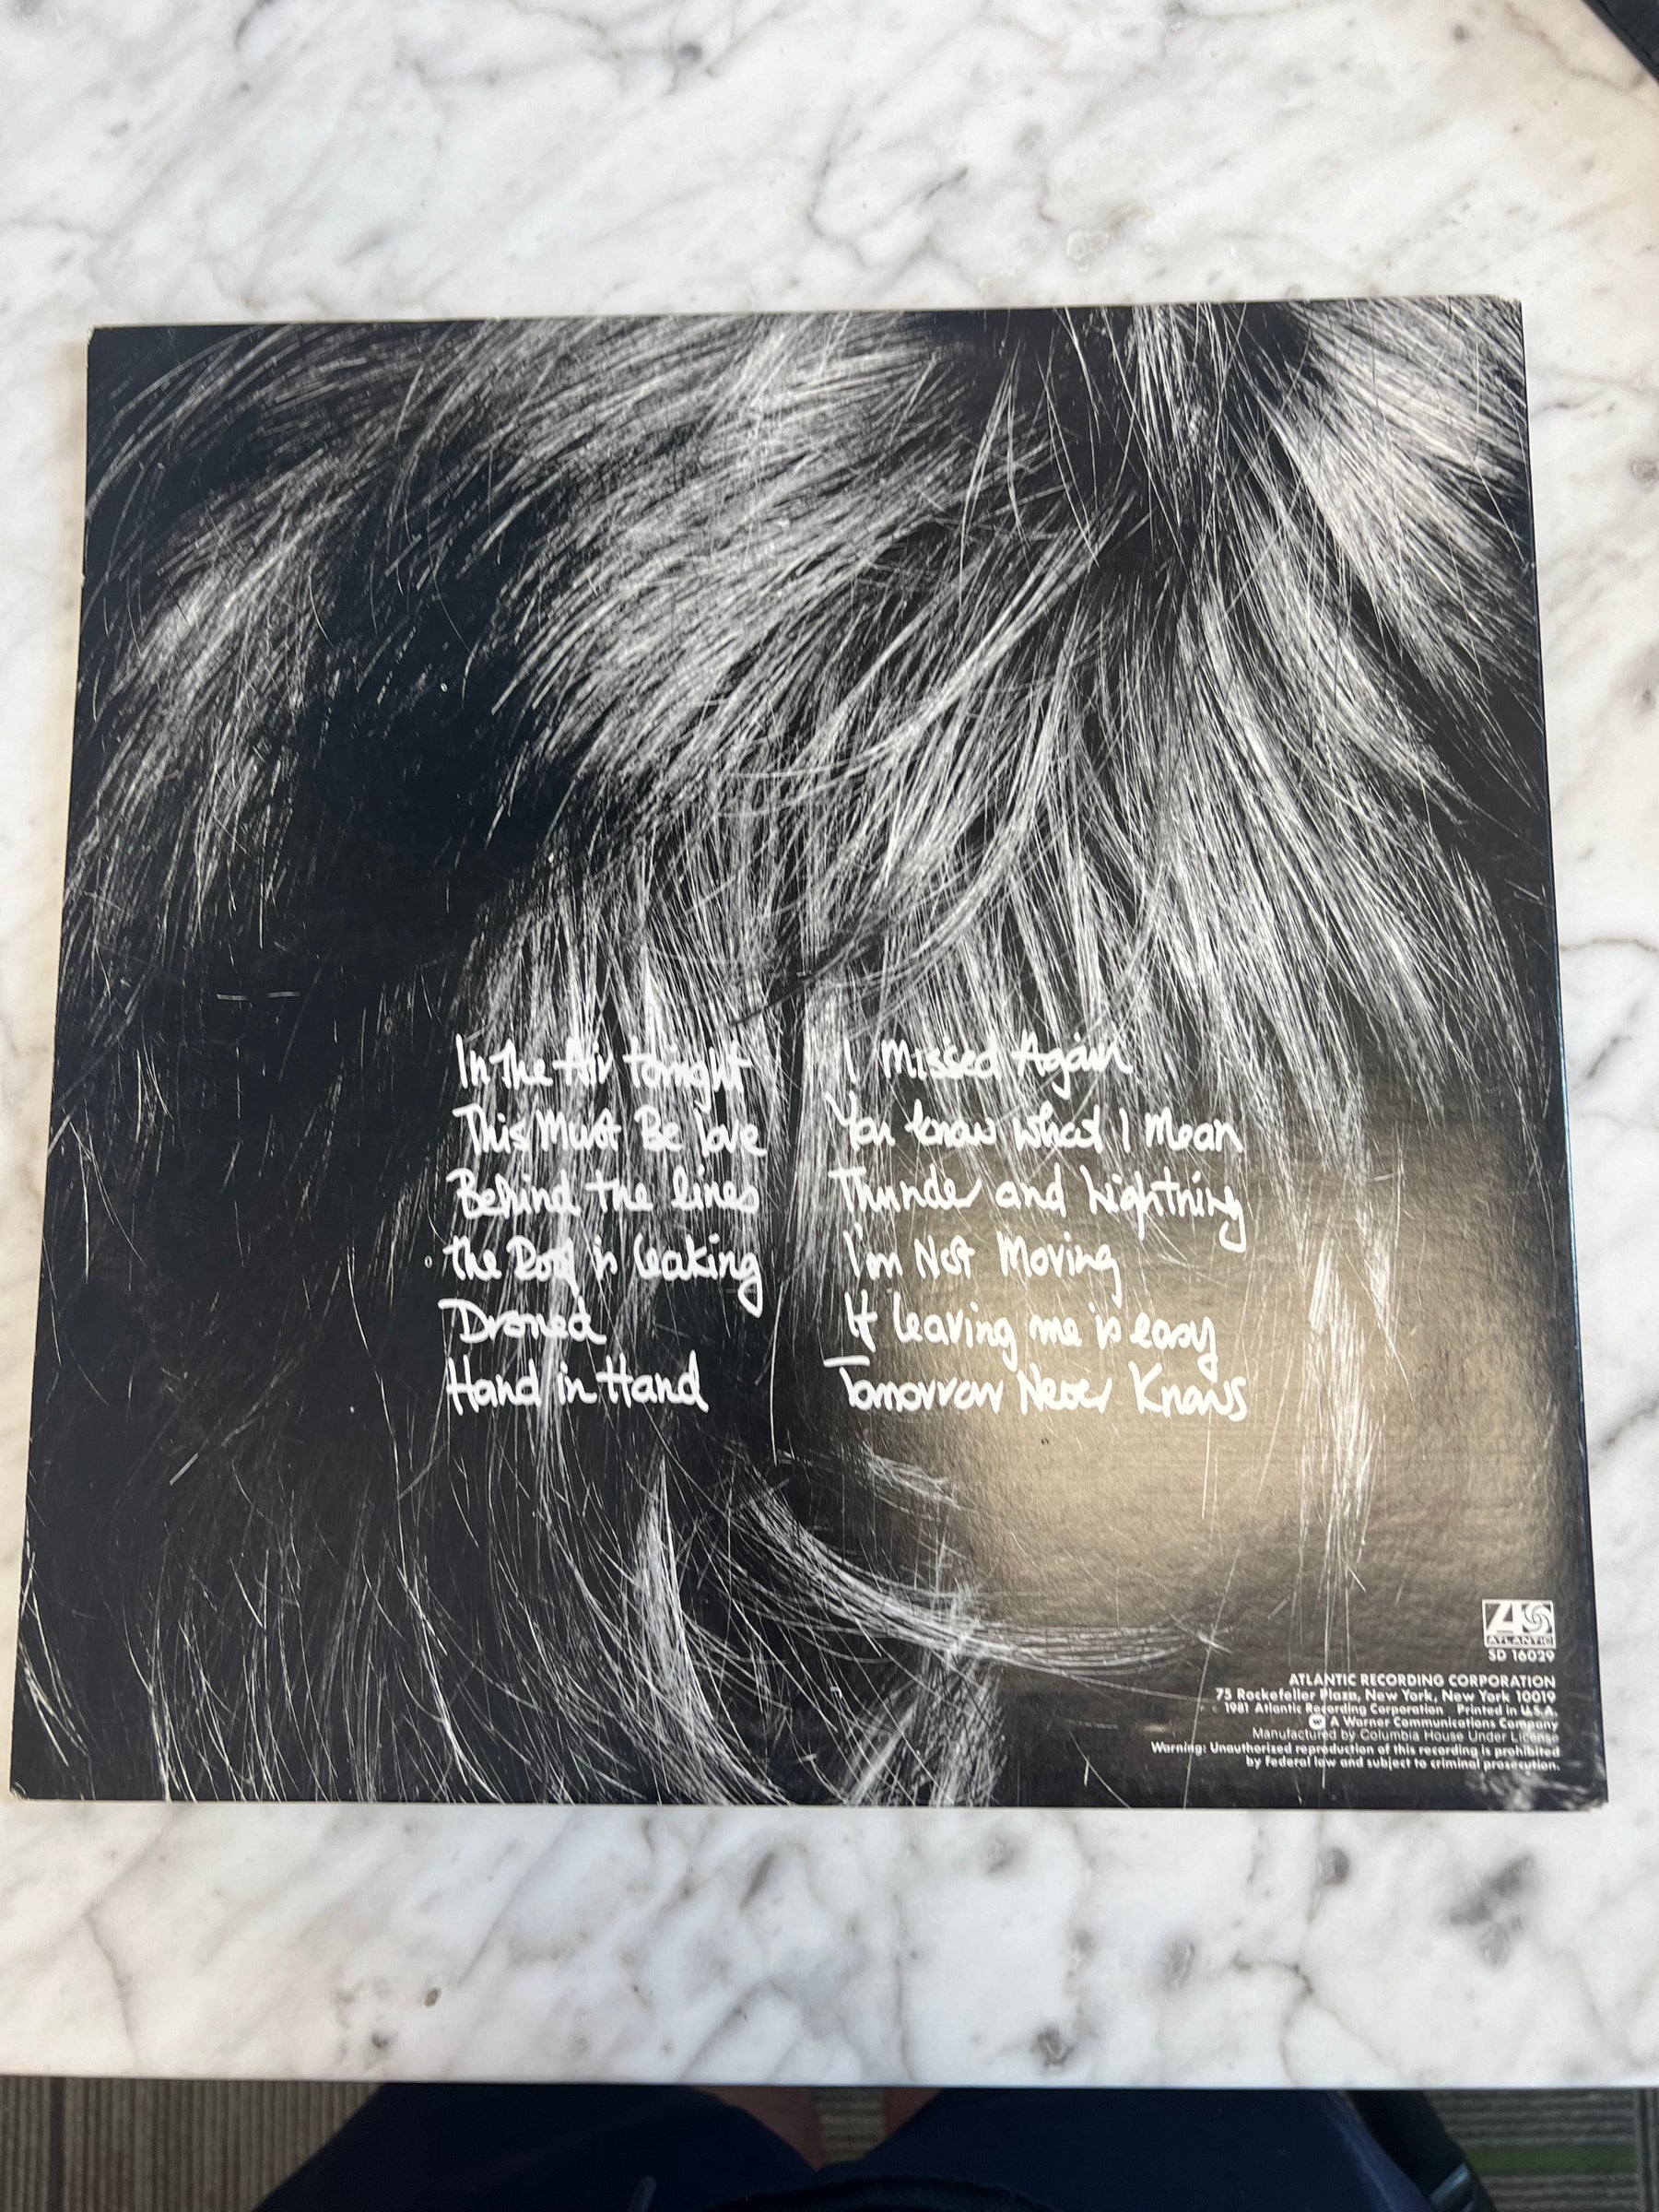 In The Air Tonight
This Must Be Love
Behind the lines
The Roof is leaking
Droned
Hand in Hand
I Missed Again
You know what I Mean
Thunder and Lightning
I'm Not Moving
If leaving me is easy
Tomorrow Never Knows
ATLANTIC
SD 16029
ATLANTIC RECORDING CORPORATION
75 Rockefeller Plaza, New York, New York 10019
1981 Atlantic Recording Corporation Printed in U.S.A.
A Warner Communications Company
Manufactured by Columbia House Under License
Warning: Unauthorized reproduction of this recording is prohibited
by Federal law and subject to criminal prosecution.